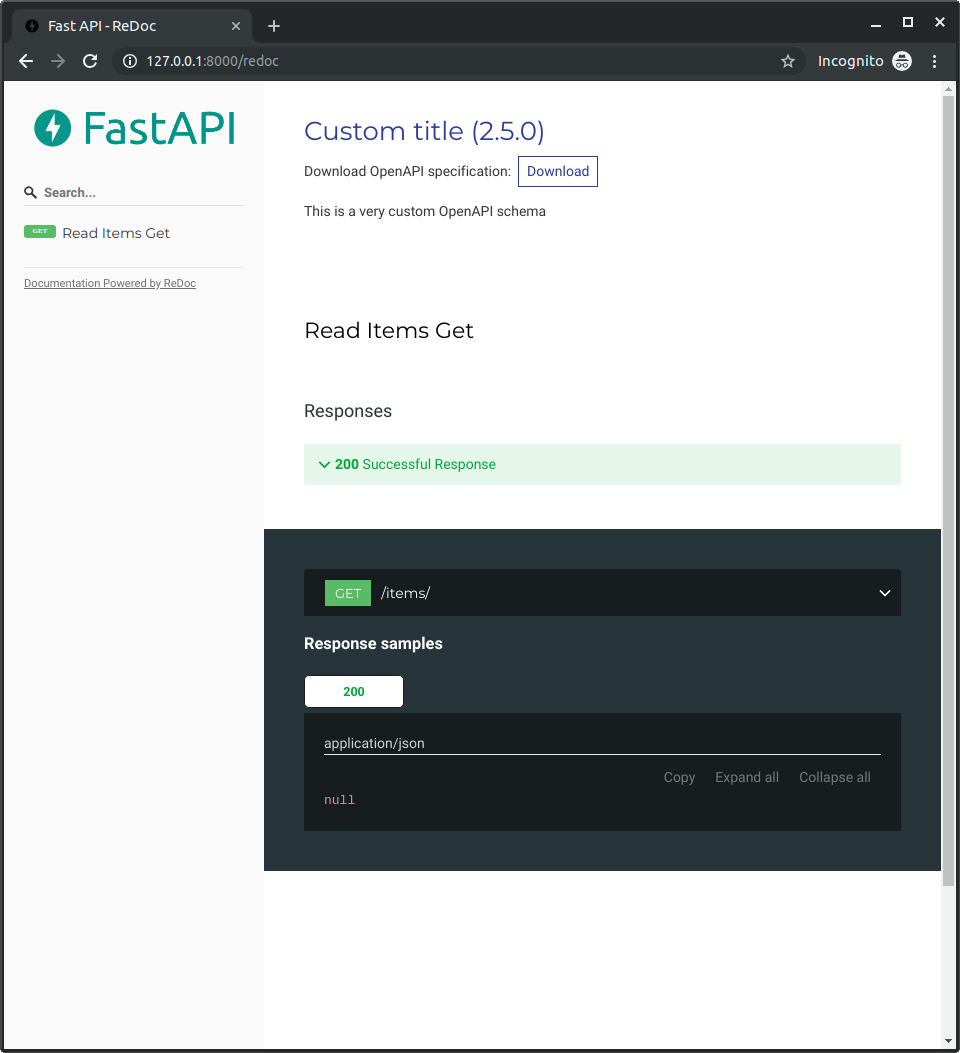 Fast API - ReDoc
127.0.0.1:8000/redoc
Incognito
FastAPI
Search...
GET Read Items Get
Documentation Powered by ReDoc
Custom title (2.5.0)
Download OpenAPI specification: Download
This is a very custom OpenAPI schema
Read Items Get
Responses
200 Successful Response
GET /items/
Response samples
200
application/json
Copy Expand all Collapse all
null